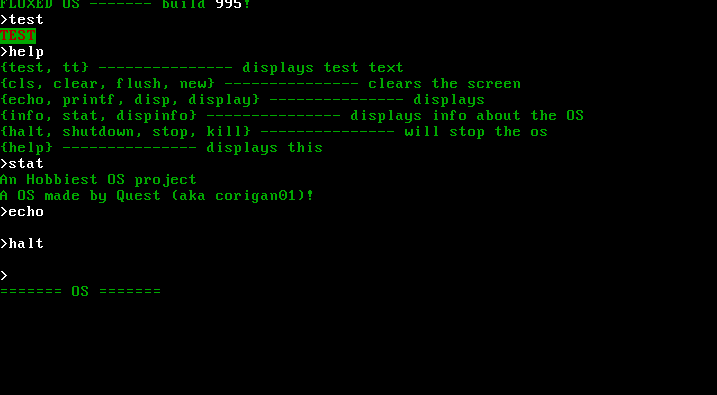 FLUXED OS ------- build 995!
>test
TEST
>help
{test, tt} --------------- displays test text
{cls, clear, flush, new} --------------- clears the screen
{echo, printf, disp, display} --------------- displays
{info, stat, dispinfo} --------------- displays info about the OS
{halt, shutdown, stop, kill} --------------- will stop the os
{help} --------------- displays this
>stat
An Hobbiest OS project
A OS made by Quest (aka corigan01)!
>echo
>halt
>
======= OS =======